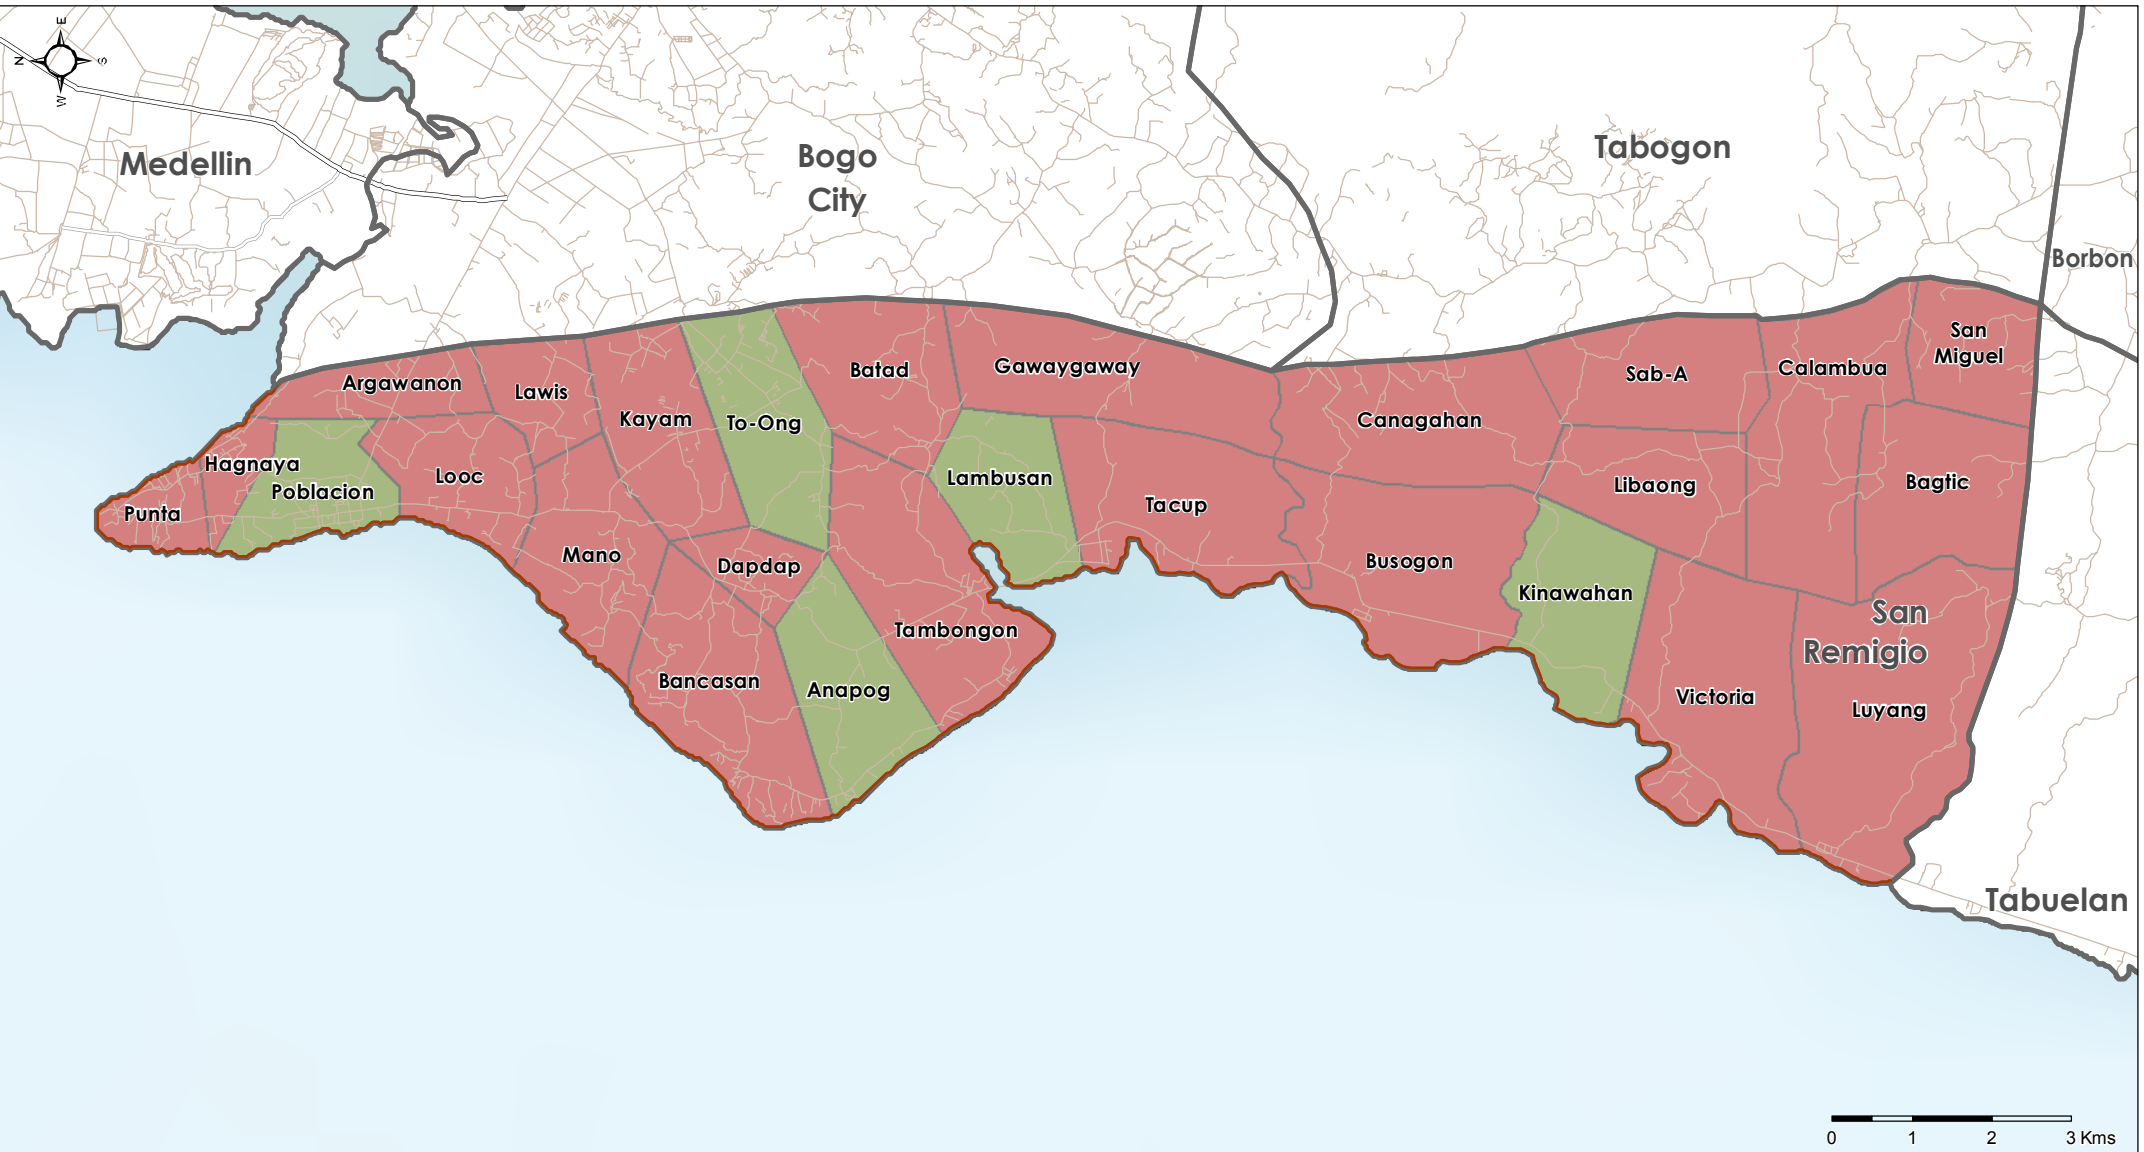 E
N
S
W
Medellin
Bogo
City
Tabogon
Borbon
Argawanon
Lawis
Kayam
To-Ong
Batad
Gawaygaway
Canagahan
Sab-A
Calambua
San
Miguel
Hagnaya
Poblacion
Looc
Punta
Lambusan
Tacup
Libaong
Bagtic
Mano
Dapdap
Busogon
Kinawahan
San
Remigio
Tambongon
Bancasan
Anapog
Victoria
Luyang
Tabuelan
0 1 2 3 Kms